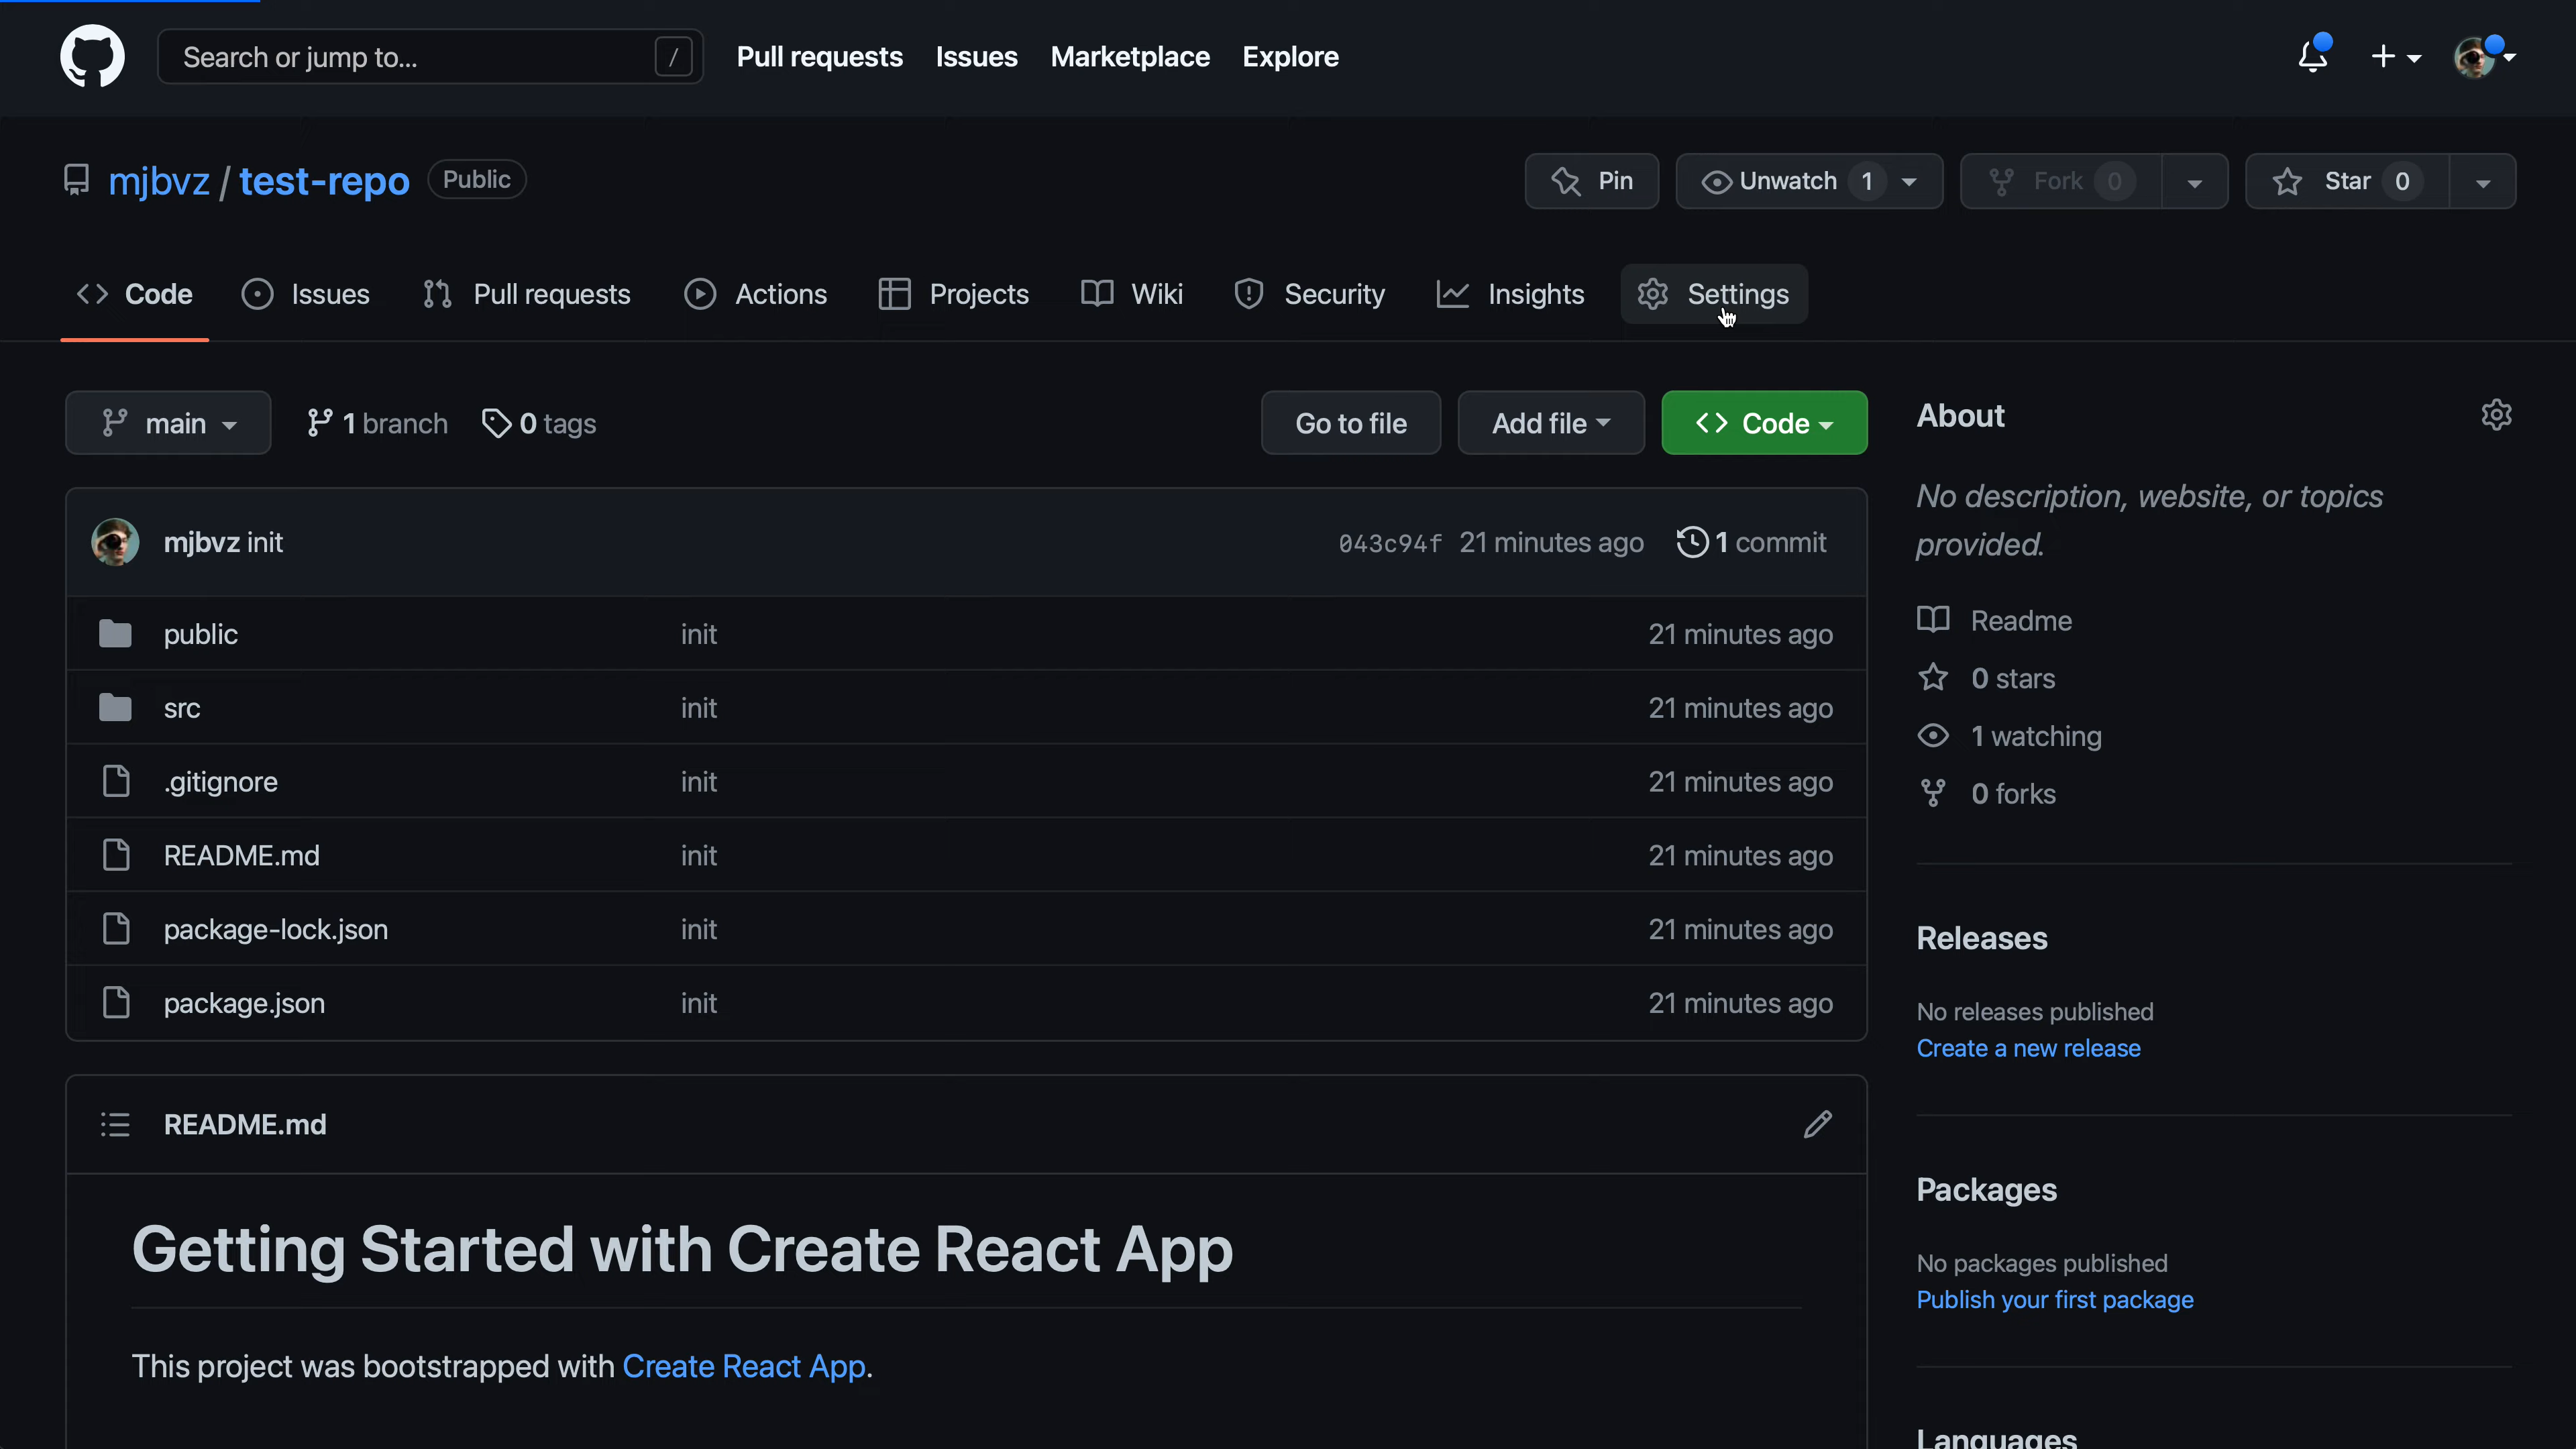 Search or jump to... /
Pull requests Issues Marketplace Explore
mjbvz / test-repo Public
Pin Unwatch 1 Fork 0 Star 0
Code Issues Pull requests Actions Projects Wiki Security Insights Settings
main 1 branch 0 tags Go to file Add file Code
mjbvz init 043c94f 21 minutes ago 1 commit
public init 21 minutes ago
src init 21 minutes ago
.gitignore init 21 minutes ago
README.md init 21 minutes ago
package-lock.json init 21 minutes ago
package.json init 21 minutes ago
README.md
Getting Started with Create React App
This project was bootstrapped with Create React App.
About
No description, website, or topics
provided.
Readme
0 stars
1 watching
0 forks
Releases
No releases published
Create a new release
Packages
No packages published
Publish your first package
Languages